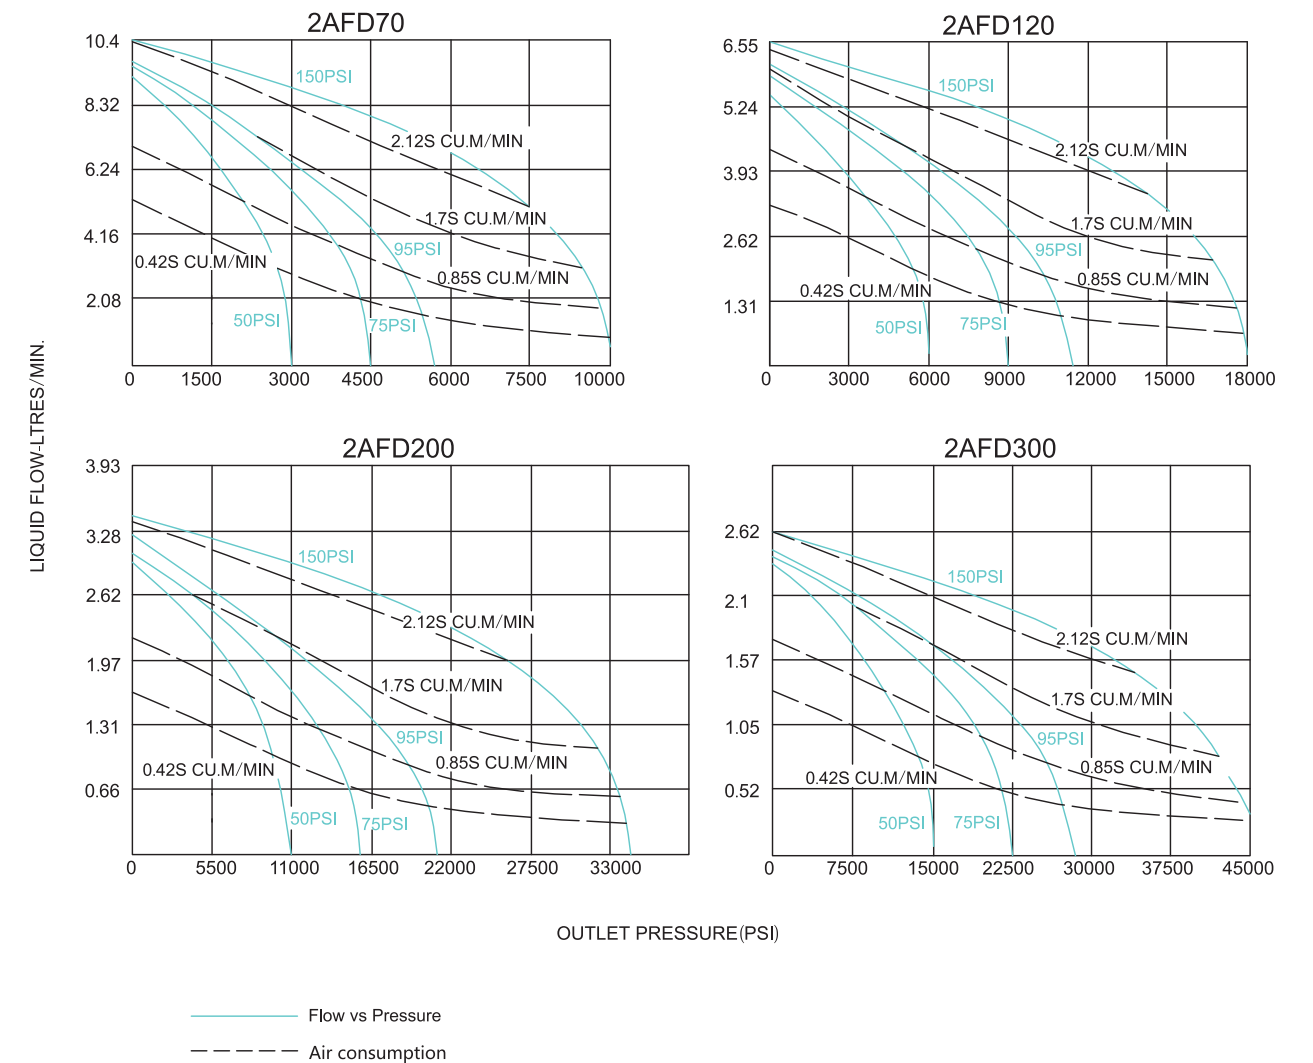 2AFD70
10.4
8.32
6.24
4.16
2.08
150PSI
2.12S CU.M/MIN
1.7S CU.M/MIN
95PSI
0.42S CU.M/MIN
0.85S CU.M/MIN
50PSI
75PSI
0 1500 3000 4500 6000 7500 10000
2AFD120
6.55
5.24
3.93
2.62
1.31
150PSI
2.12S CU.M/MIN
1.7S CU.M/MIN
95PSI
0.85S CU.M/MIN
0.42S CU.M/MIN
50PSI
75PSI
0 3000 6000 9000 12000 15000 18000
LIQUID FLOW-LTRES/MIN.
2AFD200
3.93
3.28
2.62
1.97
1.31
0.66
150PSI
2.12S CU.M/MIN
1.7S CU.M/MIN
95PSI
0.85S CU.M/MIN
0.42S CU.M/MIN
50PSI
75PSI
0 5500 11000 16500 22000 27500 33000
2AFD300
2.62
2.1
1.57
1.05
0.52
150PSI
2.12S CU.M/MIN
1.7S CU.M/MIN
95PSI
0.85S CU.M/MIN
0.42S CU.M/MIN
50PSI
75PSI
0 7500 15000 22500 30000 37500 45000
OUTLET PRESSURE(PSI)
Flow vs Pressure
Air consumption